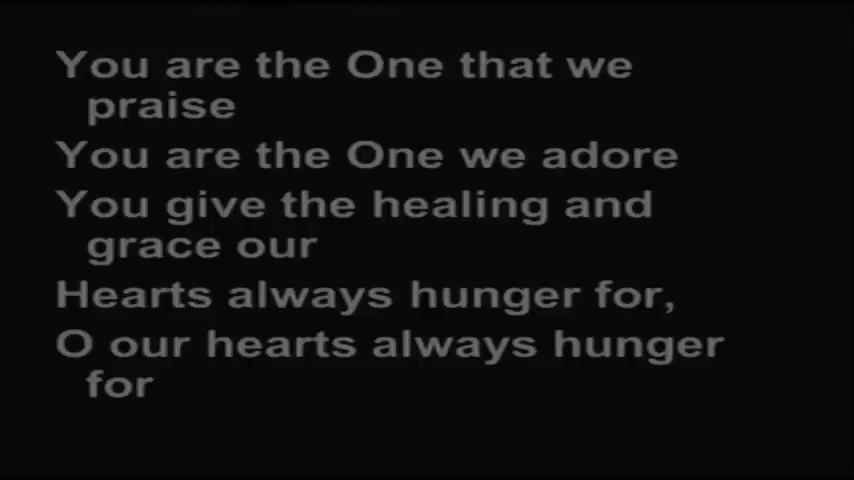 You are the One that we
praise
You are the One we adore
You give the healing and
grace our
Hearts always hunger for,
O our hearts always hunger
for